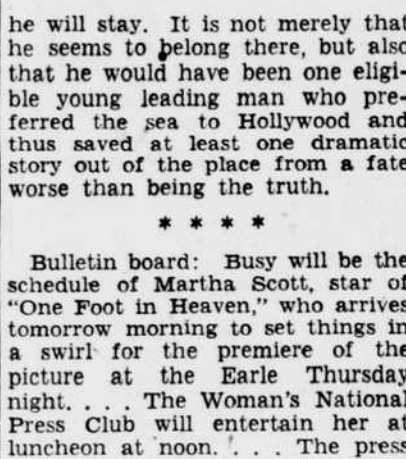 he will stay. It is not merely that
he seems to belong there, but also
that he would have been one eligi-
ble young leading man who pre-
ferred the sea to Hollywood and
thus saved at least one dramatic
story out of the place from a fate
worse than being the truth.
* * * *
Bulletin board: Busy will be the
schedule of Martha Scott, star of
"One Foot in Heaven," who arrives
tomorrow morning to set things in
a swirl for the premiere of the
picture at the Earle Thursday
night. . . . The Woman's National
Press Club will entertain her at
luncheon at noon. . . . The press